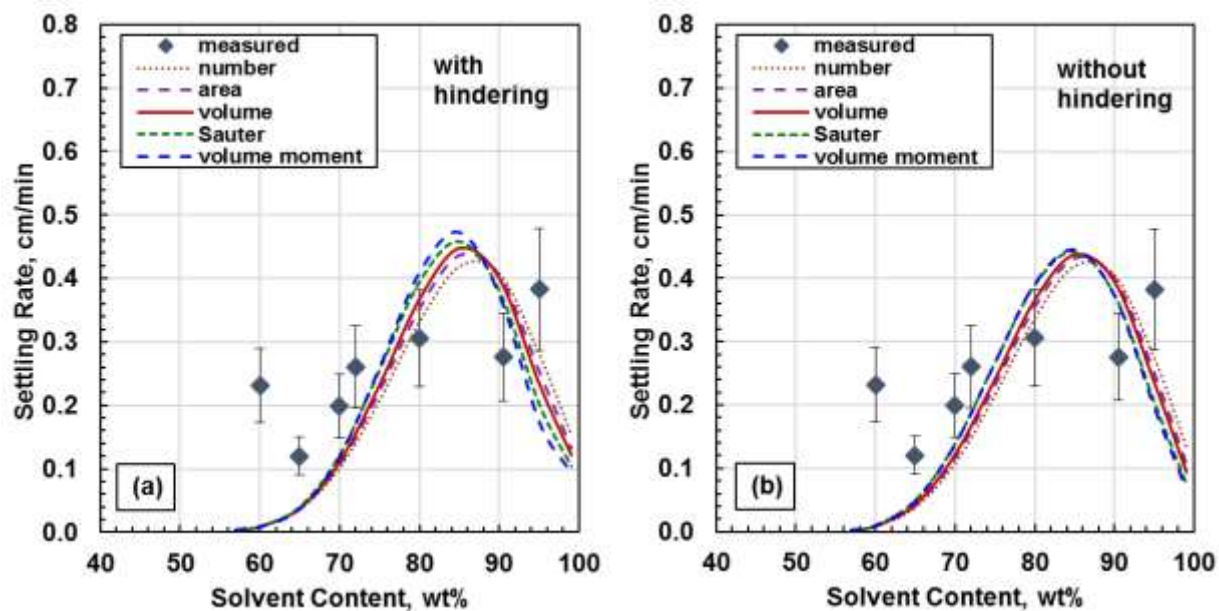 0.8
0.7
0.6
0.5
0.4
0.3
0.2
0.1
0.0
Settling Rate, cm/min
measured
number
area
volume
Sauter
volume moment
with
hindering
(a)
40 50 60 70 80 90 100
Solvent Content, wt%
0.8
0.7
0.6
0.5
0.4
0.3
0.2
0.1
0.0
Settling Rate, cm/min
measured
number
area
volume
Sauter
volume moment
without
hindering
(b)
40 50 60 70 80 90 100
Solvent Content, wt%